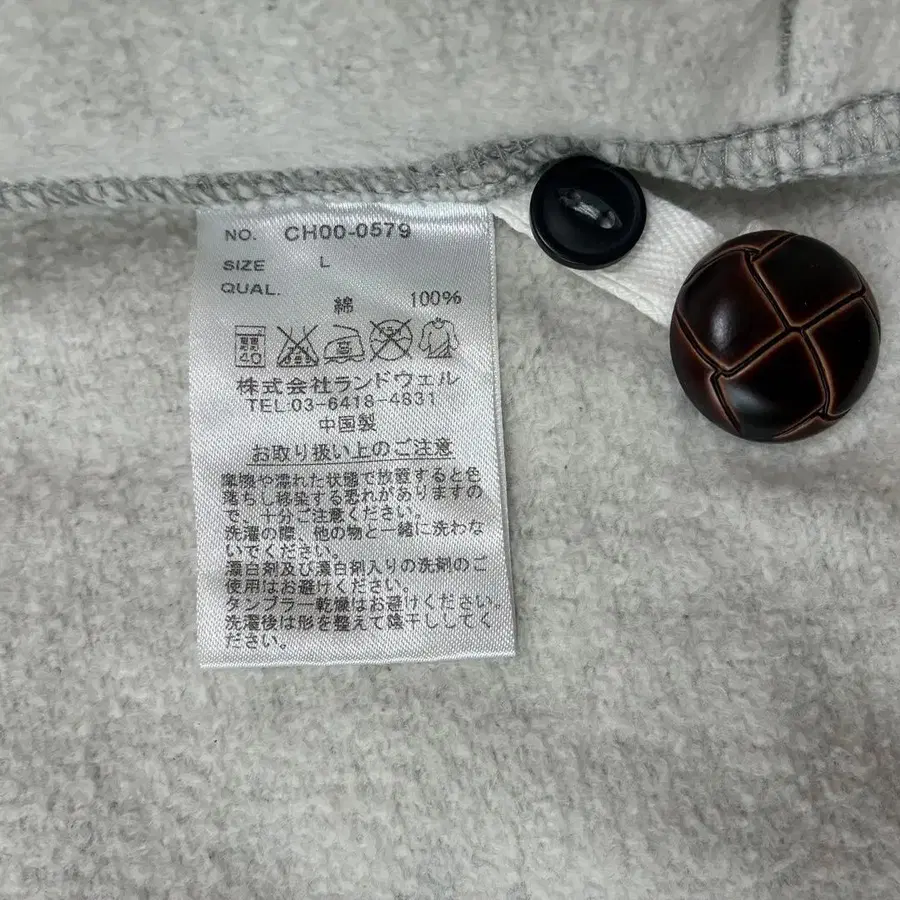 NO. CH00-0579
SIZE L
QUAL.
綿 100%
40
株式会社ランドウェル
TEL.03-6418-4831
中国製
お取り扱い上のご注意
摩擦や濡れた状態で放置すると色
落ちし移染する恐れがありますの
で、十分ご注意ください。
洗濯の際、他の物と一緒に洗わな
いでください。
漂白剤及び漂白剤入りの洗剤のご
使用はお避けください。
タンブラー乾燥はお避けください。
洗濯後は形を整えて陰干ししてく
ださい。